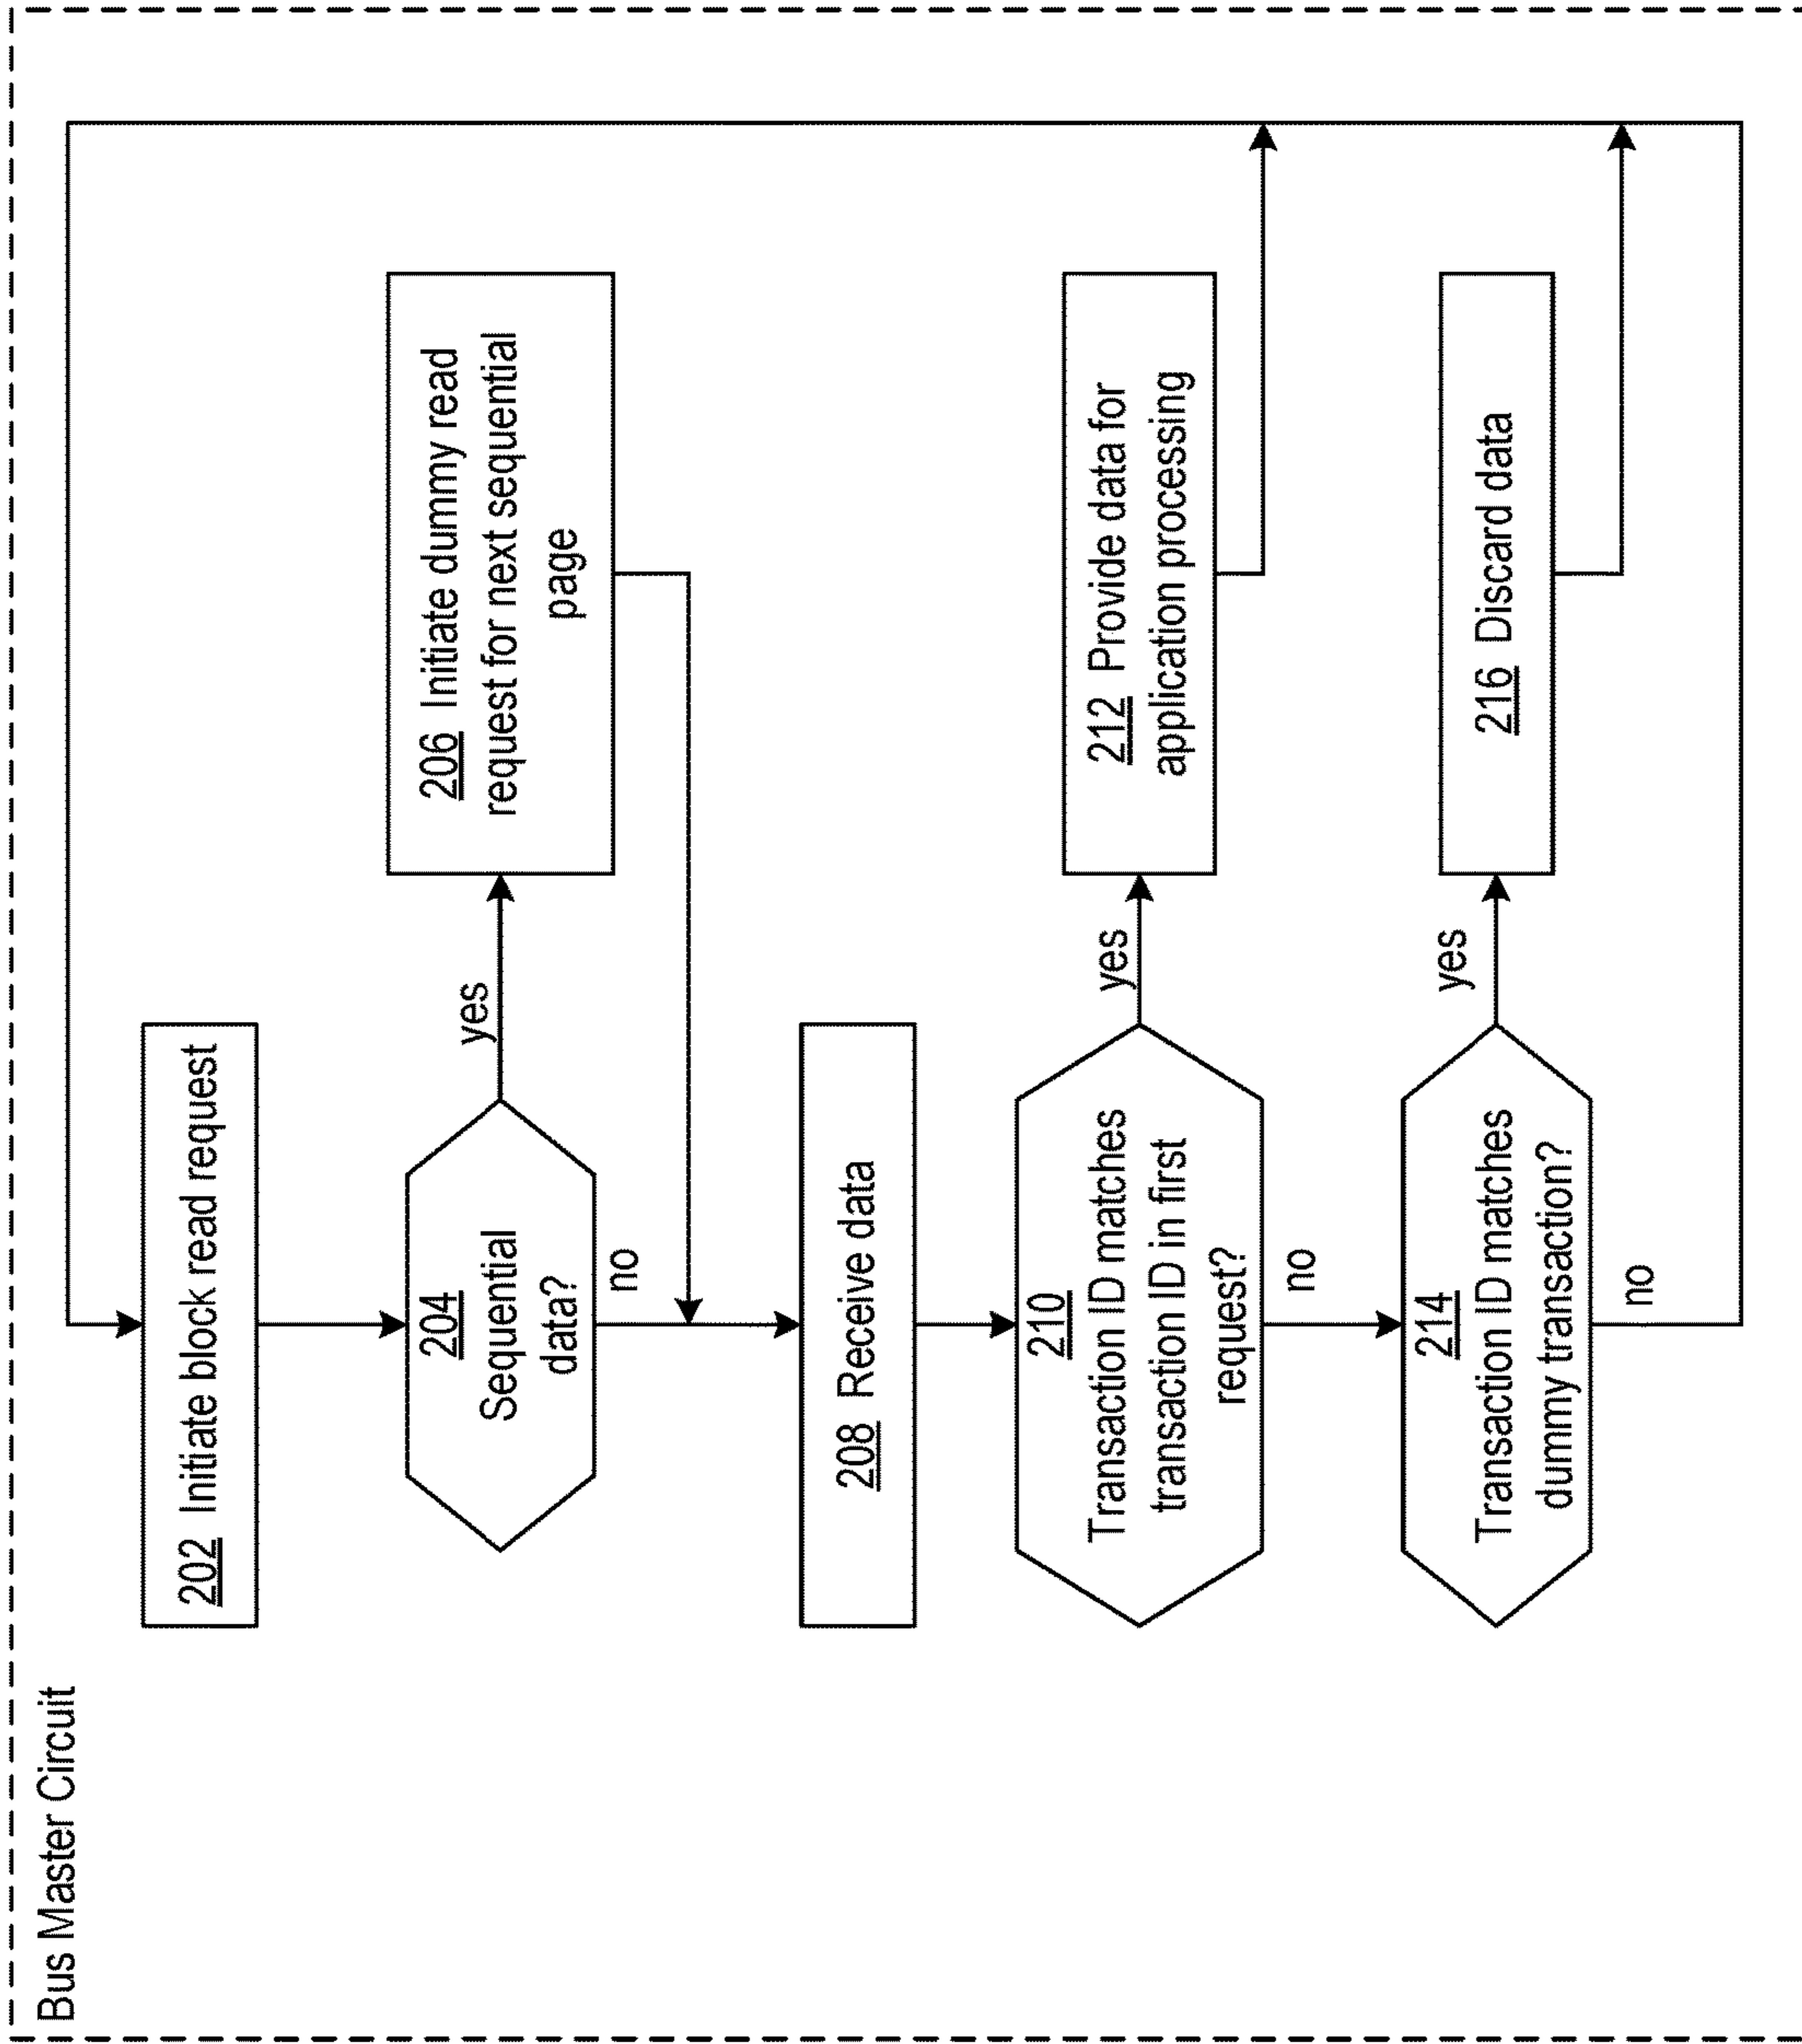 Bus Master Circuit
202 Initiate block read request
204
Sequential
data?
yes
no
206 Initiate dummy read
request for next sequential
page
208 Receive data
210
Transaction ID matches
transaction ID in first
request?
yes
no
212 Provide data for
application processing
214
Transaction ID matches
dummy transaction?
yes
no
216 Discard data